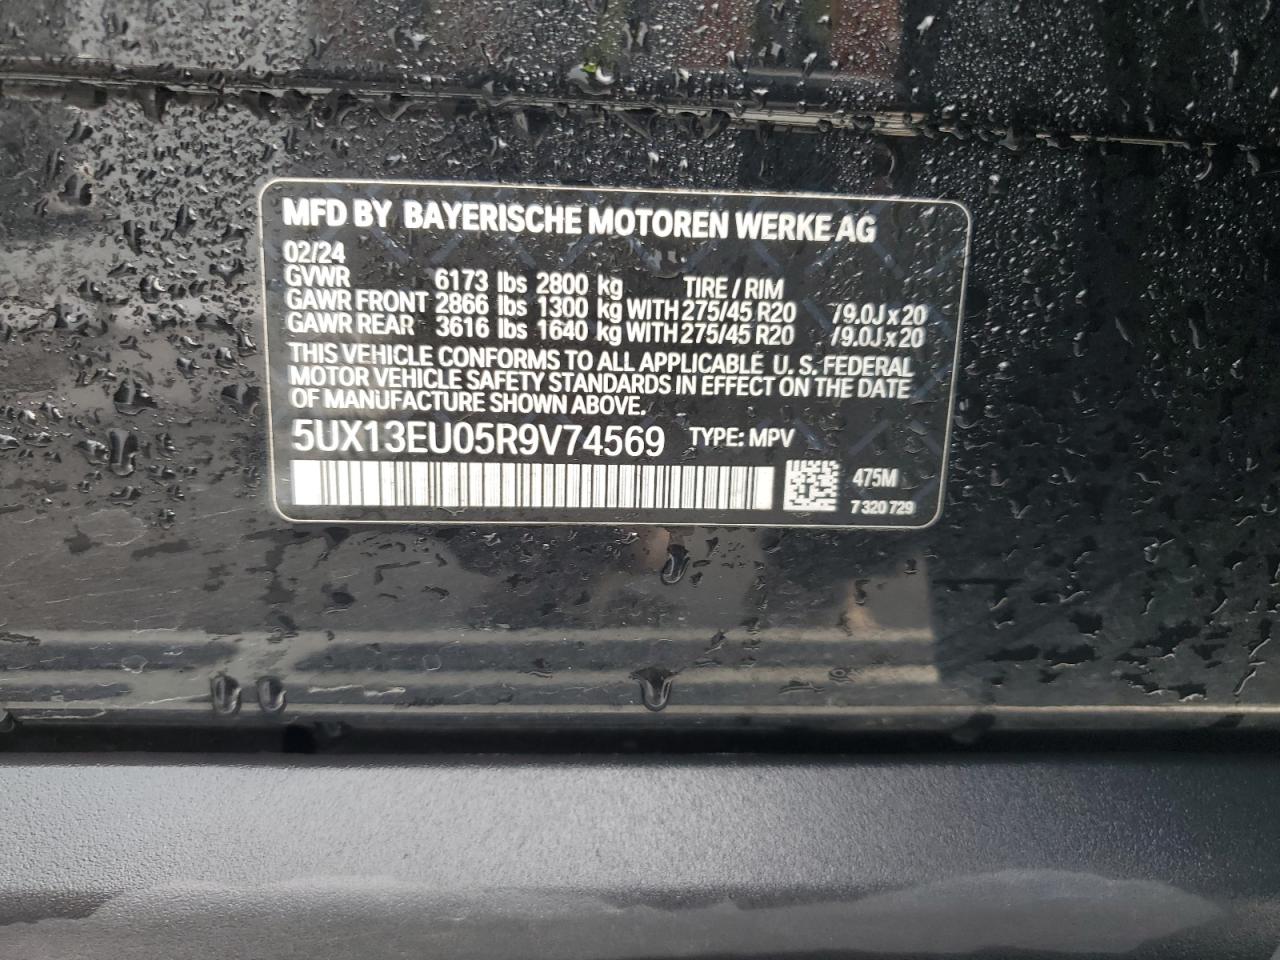 MFD BY BAYERISCHE MOTOREN WERKE AG
02/24
GVWR 6173 lbs 2800 kg TIRE / RIM
GAWR FRONT 2866 lbs 1300 kg WITH 275/45 R20 /9.0J x 20
GAWR REAR 3616 lbs 1640 kg WITH 275/45 R20 /9.0J x 20
THIS VEHICLE CONFORMS TO ALL APPLICABLE U.S. FEDERAL
MOTOR VEHICLE SAFETY STANDARDS IN EFFECT ON THE DATE
OF MANUFACTURE SHOWN ABOVE.
5UX13EU05R9V74569 TYPE: MPV
475M
7 320 729